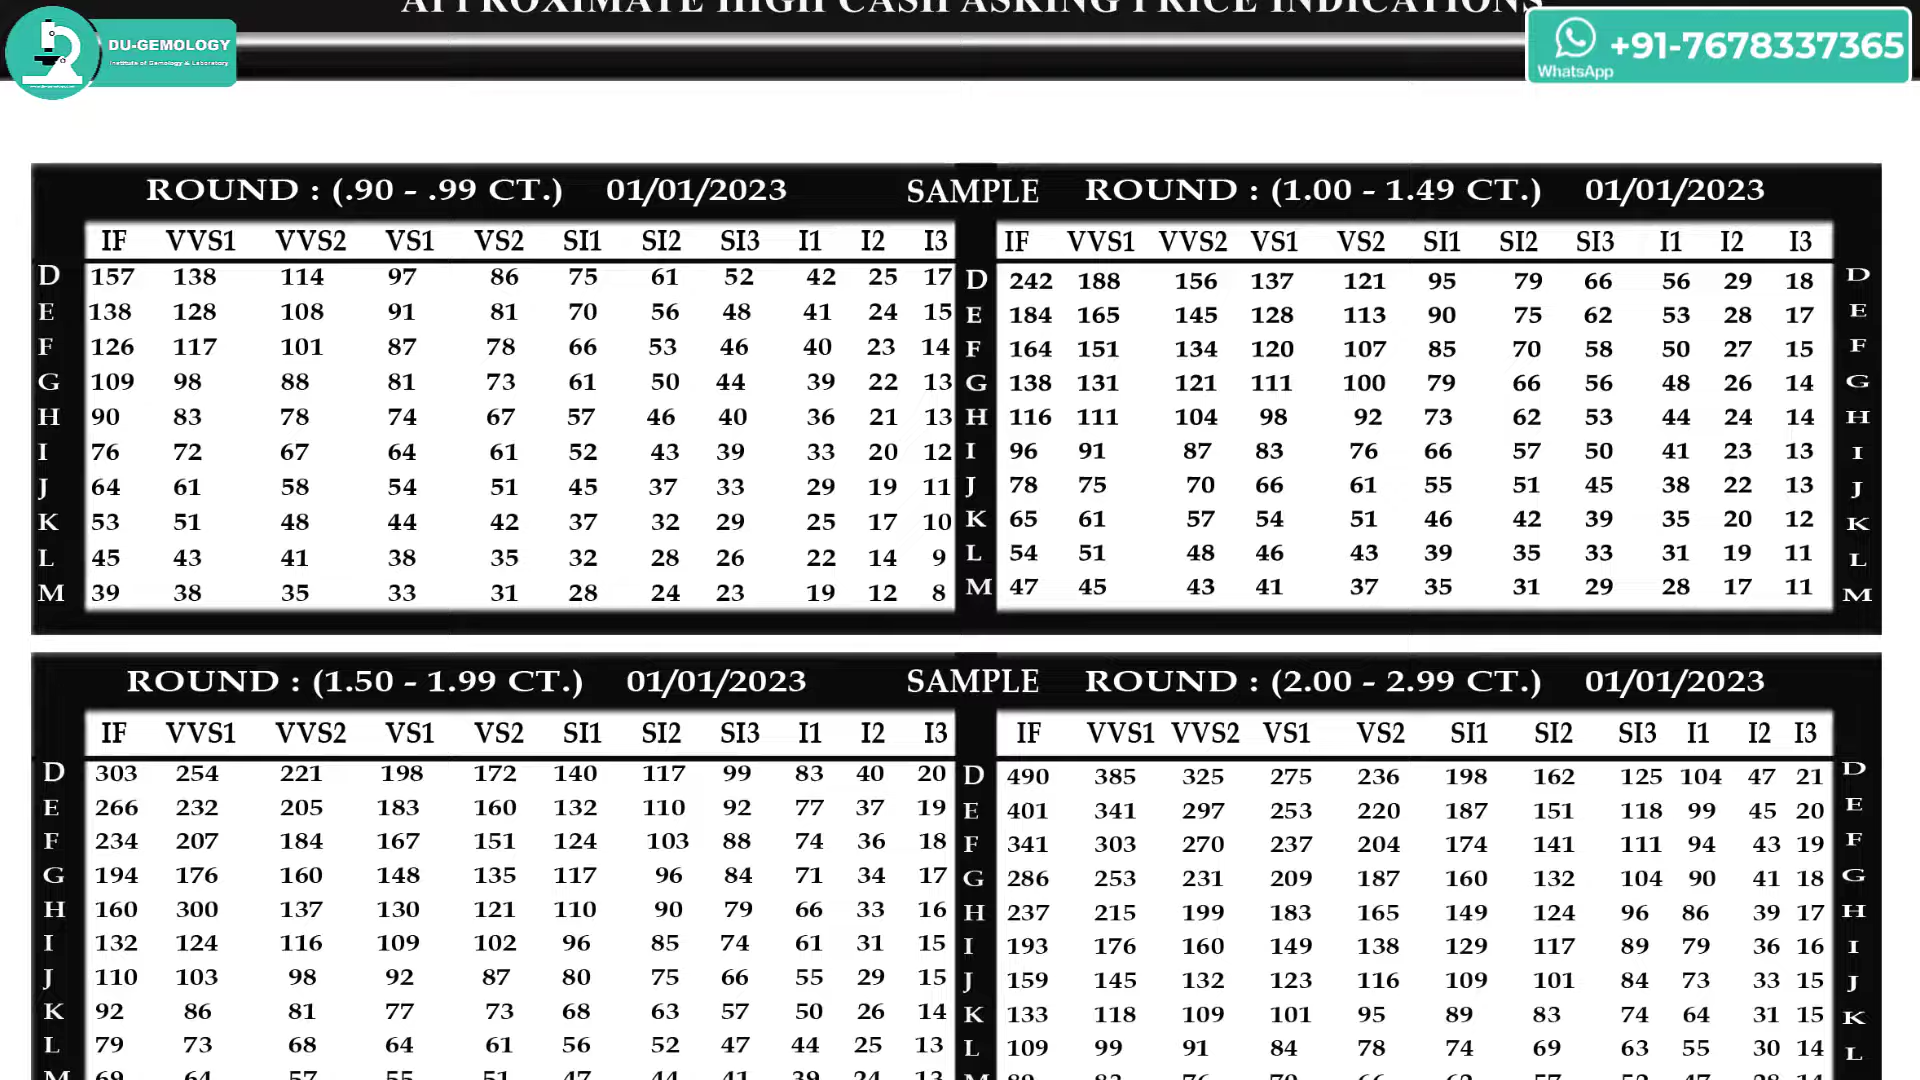 APPROXIMATE HIGH CASH ASKING PRICE INDICATIONS
DU-GEMOLOGY
Institute of Gemology & Laboratory
WhatsApp +91-7678337365
ROUND : (.90 - .99 CT.) 01/01/2023 SAMPLE ROUND : (1.00 - 1.49 CT.) 01/01/2023
IF VVS1 VVS2 VS1 VS2 SI1 SI2 SI3 I1 I2 I3 IF VVS1 VVS2 VS1 VS2 SI1 SI2 SI3 I1 I2 I3
D 157 138 114 97 86 75 61 52 42 25 17 D 242 188 156 137 121 95 79 66 56 29 18 D
E 138 128 108 91 81 70 56 48 41 24 15 E 184 165 145 128 113 90 75 62 53 28 17 E
F 126 117 101 87 78 66 53 46 40 23 14 F 164 151 134 120 107 85 70 58 50 27 15 F
G 109 98 88 81 73 61 50 44 39 22 13 G 138 131 121 111 100 79 66 56 48 26 14 G
H 90 83 78 74 67 57 46 40 36 21 13 H 116 111 104 98 92 73 62 53 44 24 14 H
I 76 72 67 64 61 52 43 39 33 20 12 I 96 91 87 83 76 66 57 50 41 23 13 I
J 64 61 58 54 51 45 37 33 29 19 11 J 78 75 70 66 61 55 51 45 38 22 13 J
K 53 51 48 44 42 37 32 29 25 17 10 K 65 61 57 54 51 46 42 39 35 20 12 K
L 45 43 41 38 35 32 28 26 22 14 9 L 54 51 48 46 43 39 35 33 31 19 11 L
M 39 38 35 33 31 28 24 23 19 12 8 M 47 45 43 41 37 35 31 29 28 17 11 M
ROUND : (1.50 - 1.99 CT.) 01/01/2023 SAMPLE ROUND : (2.00 - 2.99 CT.) 01/01/2023
IF VVS1 VVS2 VS1 VS2 SI1 SI2 SI3 I1 I2 I3 IF VVS1 VVS2 VS1 VS2 SI1 SI2 SI3 I1 I2 I3
D 303 254 221 198 172 140 117 99 83 40 20 D 490 385 325 275 236 198 162 125 104 47 21 D
E 266 232 205 183 160 132 110 92 77 37 19 E 401 341 297 253 220 187 151 118 99 45 20 E
F 234 207 184 167 151 124 103 88 74 36 18 F 341 303 270 237 204 174 141 111 94 43 19 F
G 194 176 160 148 135 117 96 84 71 34 17 G 286 253 231 209 187 160 132 104 90 41 18 G
H 160 300 137 130 121 110 90 79 66 33 16 H 237 215 199 183 165 149 124 96 86 39 17 H
I 132 124 116 109 102 96 85 74 61 31 15 I 193 176 160 149 138 129 117 89 79 36 16 I
J 110 103 98 92 87 80 75 66 55 29 15 J 159 145 132 123 116 109 101 84 73 33 15 J
K 92 86 81 77 73 68 63 57 50 26 14 K 133 118 109 101 95 89 83 74 64 31 15 K
L 79 73 68 64 61 56 52 47 44 25 13 L 109 99 91 84 78 74 69 63 55 30 14 L
M 69 64 57 55 51 47 44 41 39 24 13 M